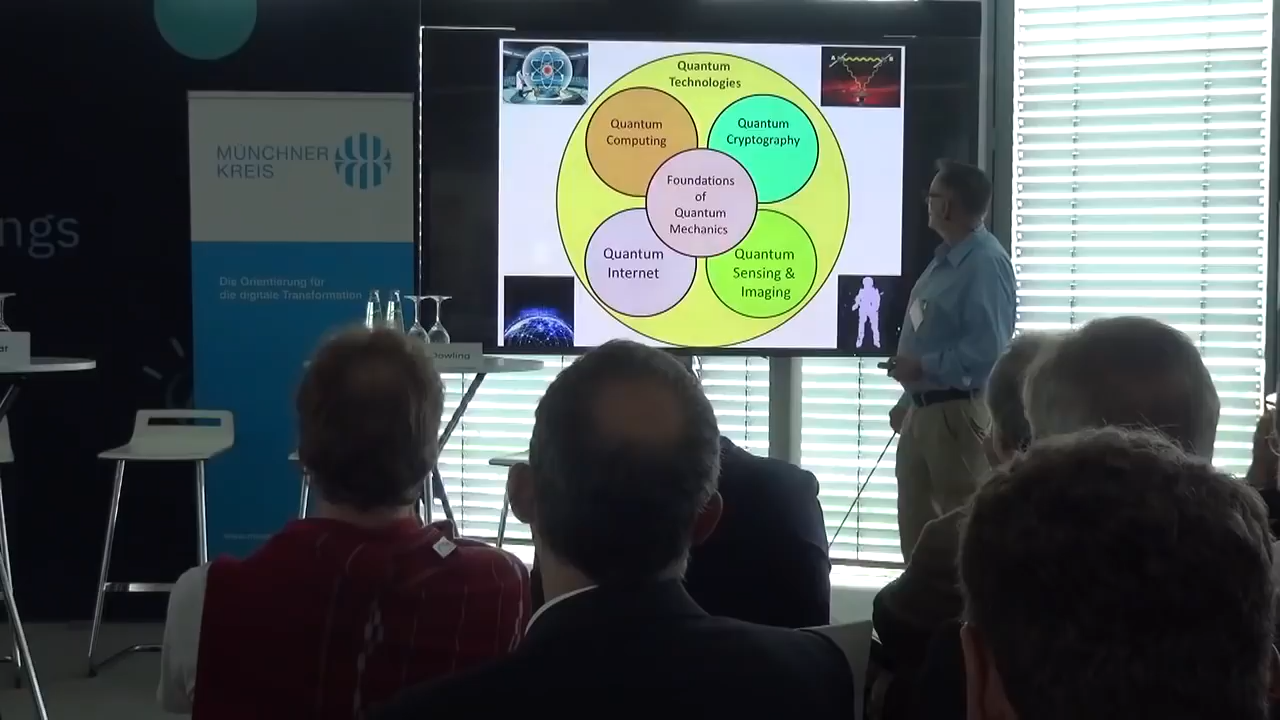 Quantum
Technologies
Quantum
Computing
Quantum
Cryptography
Foundations
of
Quantum
Mechanics
Quantum
Internet
Quantum
Sensing &
Imaging
MÜNCHNER
KREIS
ngs
Die Orientierung für
die digitale Transformation
ar
Dowling